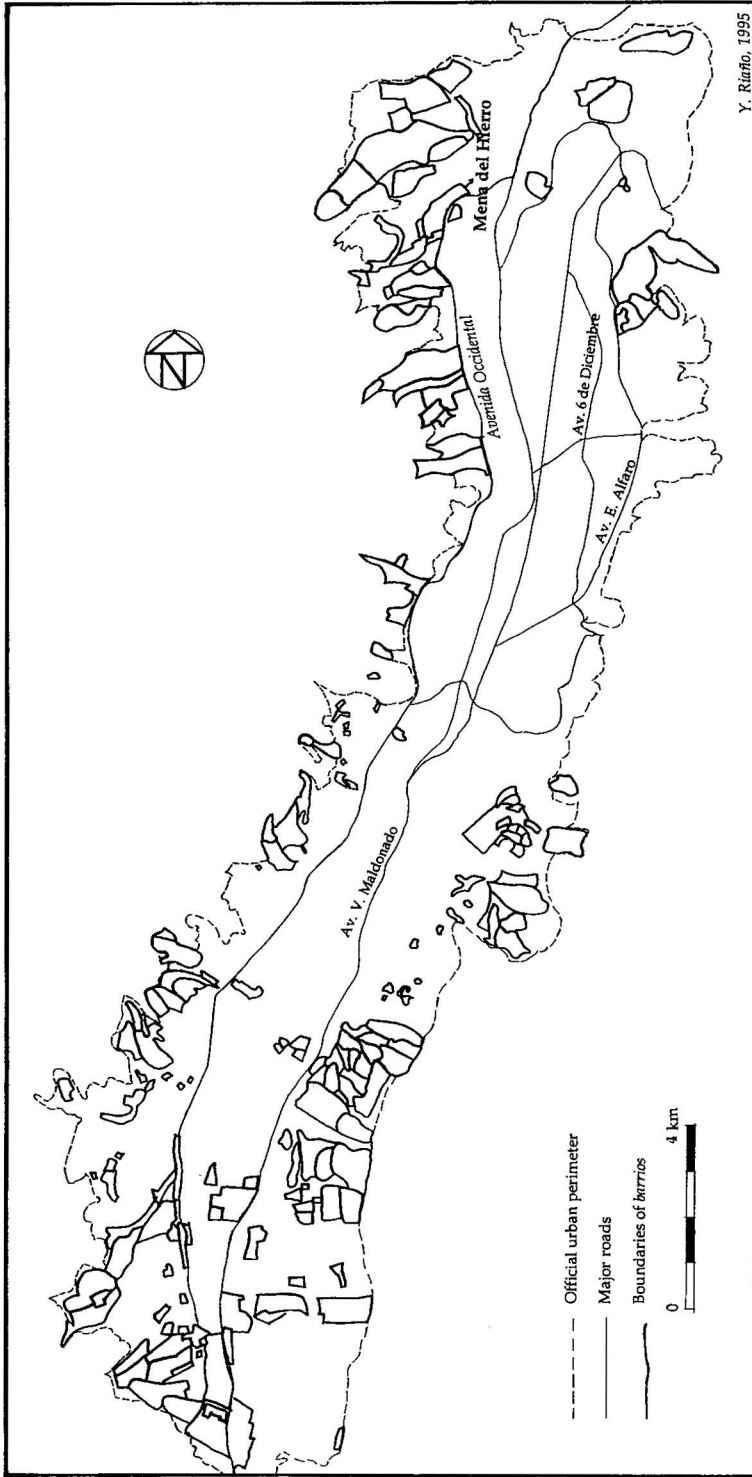 N
Mena del Hierro
Avenida Occidental
Av. 6 de Diciembre
Av. E. Alfaro
Av. V. Maldonado
Official urban perimeter
Major roads
Boundaries of barrios
0 4 km
Y. Riaño, 1995